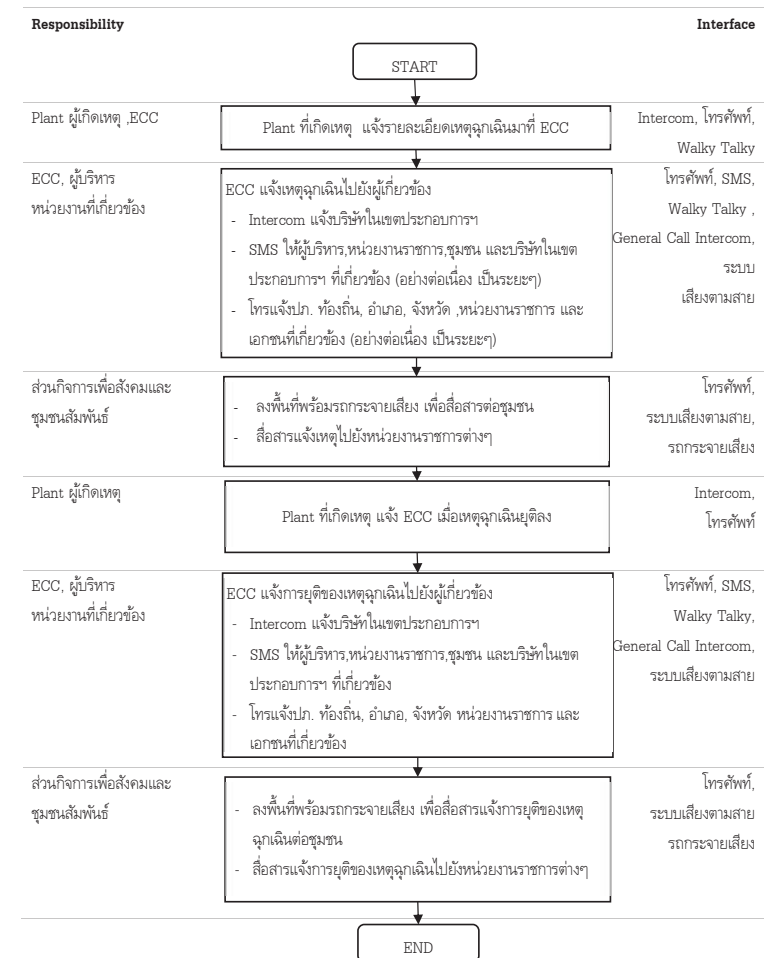 Responsibility
Interface
START
Plant ผู้เกิดเหตุ ,ECC
Plant ที่เกิดเหตุ แจ้งรายละเอียดเหตุฉุกเฉินมาที่ ECC
Intercom, โทรศัพท์,
Walky Talky
ECC, ผู้บริหาร
หน่วยงานที่เกี่ยวข้อง
ECC แจ้งเหตุฉุกเฉินไปยังผู้เกี่ยวข้อง
- Intercom แจ้งบริษัทในเขตประกอบการฯ
- SMS ให้ผู้บริหาร,หน่วยงานราชการ,ชุมชน และบริษัทในเขต
ประกอบการฯ ที่เกี่ยวข้อง (อย่างต่อเนื่อง เป็นระยะๆ)
- โทรแจ้งปภ. ท้องถิ่น, อำเภอ, จังหวัด ,หน่วยงานราชการ และ
เอกชนที่เกี่ยวข้อง (อย่างต่อเนื่อง เป็นระยะๆ)
โทรศัพท์, SMS,
Walky Talky ,
General Call Intercom,
ระบบ
เสียงตามสาย
ส่วนกิจการเพื่อสังคมและ
ชุมชนสัมพันธ์
- ลงพื้นที่พร้อมรถกระจายเสียง เพื่อสื่อสารต่อชุมชน
- สื่อสารแจ้งเหตุไปยังหน่วยงานราชการต่างๆ
โทรศัพท์,
ระบบเสียงตามสาย,
รถกระจายเสียง
Plant ผู้เกิดเหตุ
Plant ที่เกิดเหตุ แจ้ง ECC เมื่อเหตุฉุกเฉินยุติลง
Intercom,
โทรศัพท์
ECC, ผู้บริหาร
หน่วยงานที่เกี่ยวข้อง
ECC แจ้งการยุติของเหตุฉุกเฉินไปยังผู้เกี่ยวข้อง
- Intercom แจ้งบริษัทในเขตประกอบการฯ
- SMS ให้ผู้บริหาร,หน่วยงานราชการ,ชุมชน และบริษัทในเขต
ประกอบการฯ ที่เกี่ยวข้อง
- โทรแจ้งปภ. ท้องถิ่น, อำเภอ, จังหวัด หน่วยงานราชการ และ
เอกชนที่เกี่ยวข้อง
โทรศัพท์, SMS,
Walky Talky,
General Call Intercom,
ระบบเสียงตามสาย
ส่วนกิจการเพื่อสังคมและ
ชุมชนสัมพันธ์
- ลงพื้นที่พร้อมรถกระจายเสียง เพื่อสื่อสารแจ้งการยุติของเหตุ
ฉุกเฉินต่อชุมชน
- สื่อสารแจ้งการยุติของเหตุฉุกเฉินไปยังหน่วยงานราชการต่างๆ
โทรศัพท์,
ระบบเสียงตามสาย
รถกระจายเสียง
END